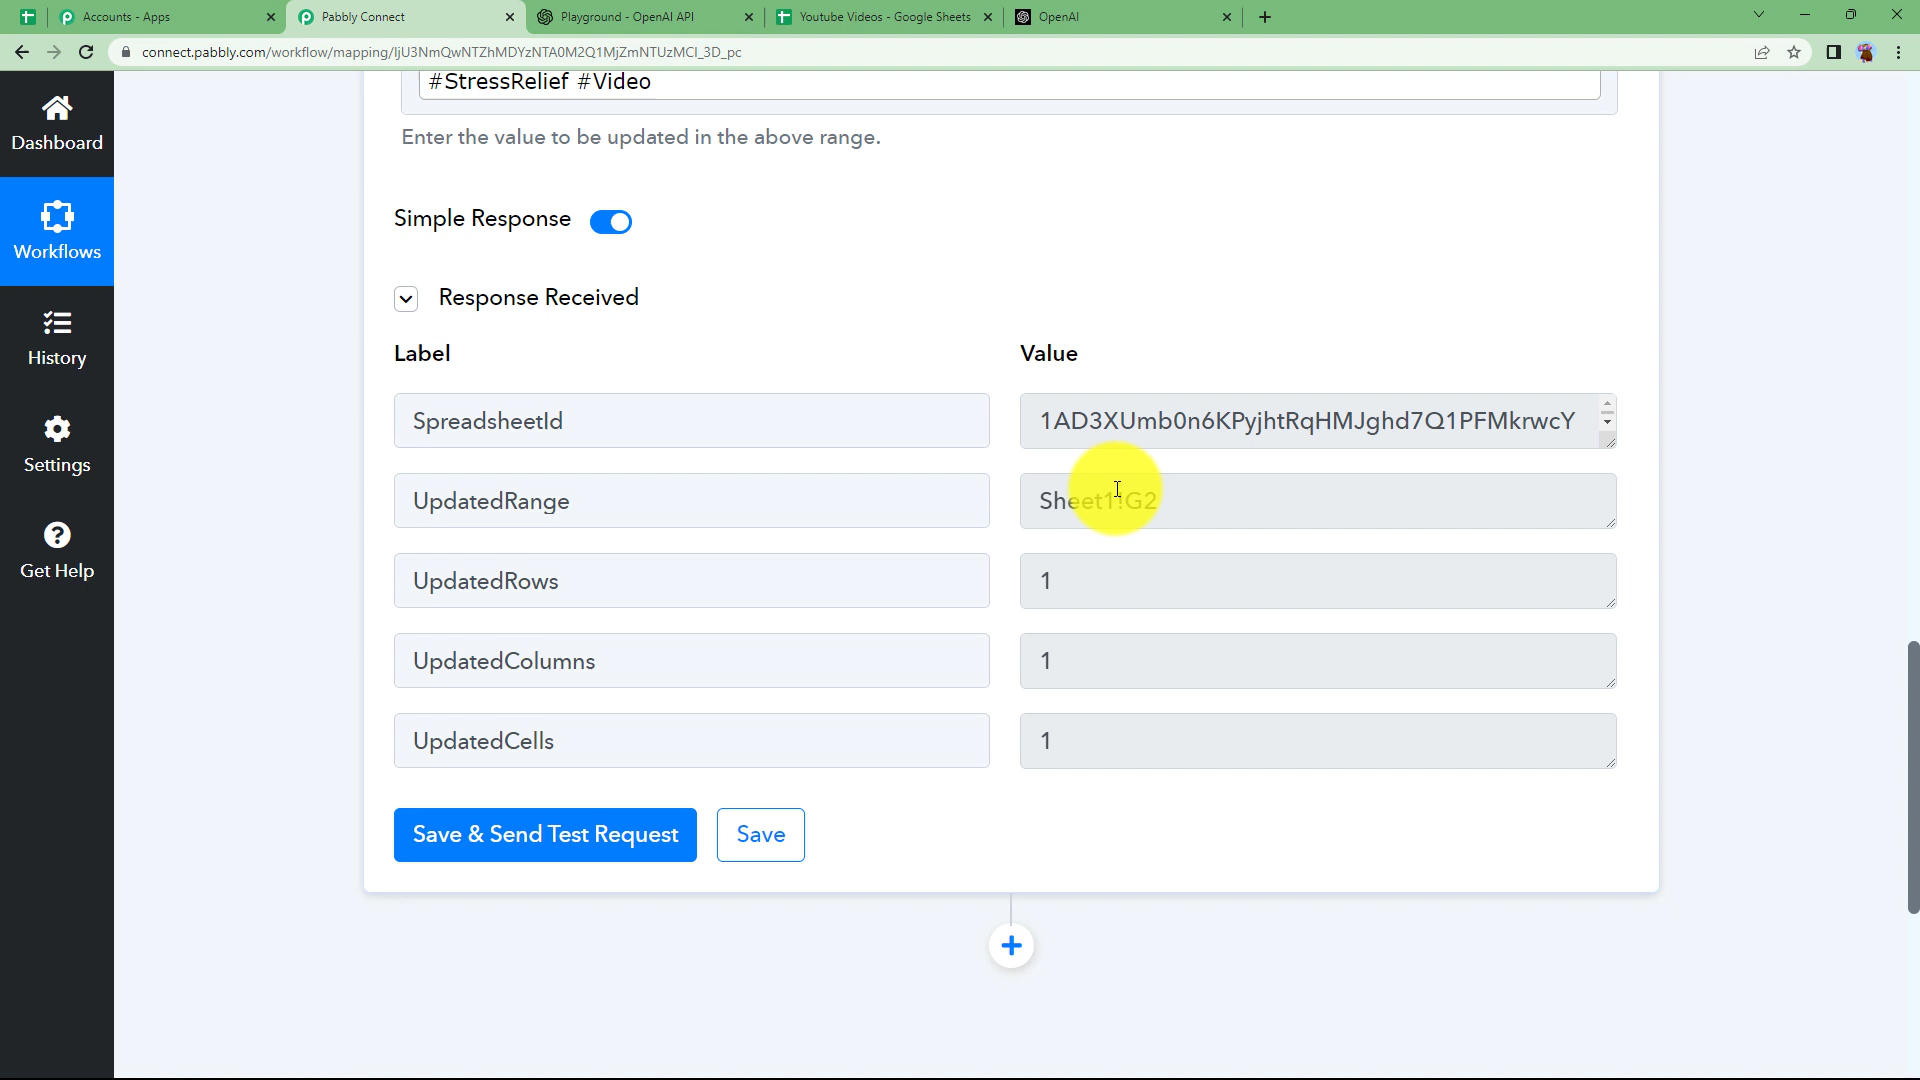 Accounts - Apps
Pabbly Connect
Playground - OpenAI API
Youtube Videos - Google Sheets
OpenAI
connect.pabbly.com/workflow/mapping/IjU3NmQwNTZhMDYzNTA0M2Q1MjZmNTUzMCI_3D_pc
Dashboard
Workflows
History
Settings
Get Help
#StressRelief #Video
Enter the value to be updated in the above range.
Simple Response
Response Received
Label Value
SpreadsheetId 1AD3XUmb0n6KPyjhtRqHMJghd7Q1PFMkrwcY
UpdatedRange Sheet1!G2
UpdatedRows 1
UpdatedColumns 1
UpdatedCells 1
Save & Send Test Request Save